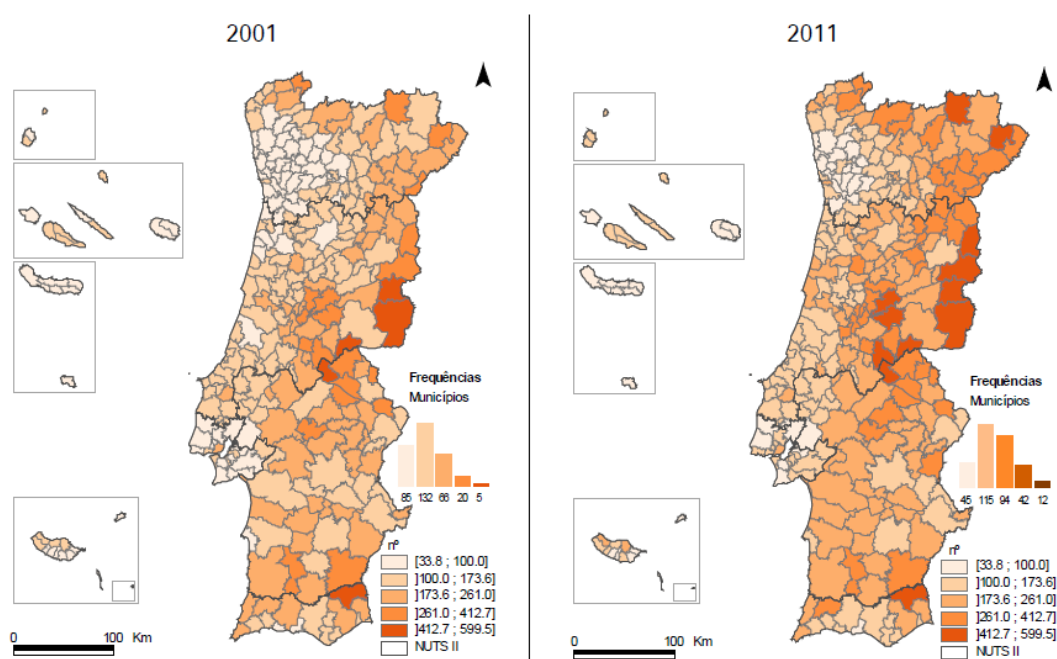 2001
Frequências
Municípios
85 132 66 20 5
nº
[33.8 ; 100.0]
]100.0 ; 173.6]
]173.6 ; 261.0]
]261.0 ; 412.7]
]412.7 ; 599.5]
NUTS II
0 100 Km
2011
Frequências
Municípios
45 115 94 42 12
nº
[33.8 ; 100.0]
]100.0 ; 173.6]
]173.6 ; 261.0]
]261.0 ; 412.7]
]412.7 ; 599.5]
NUTS II
0 100 Km